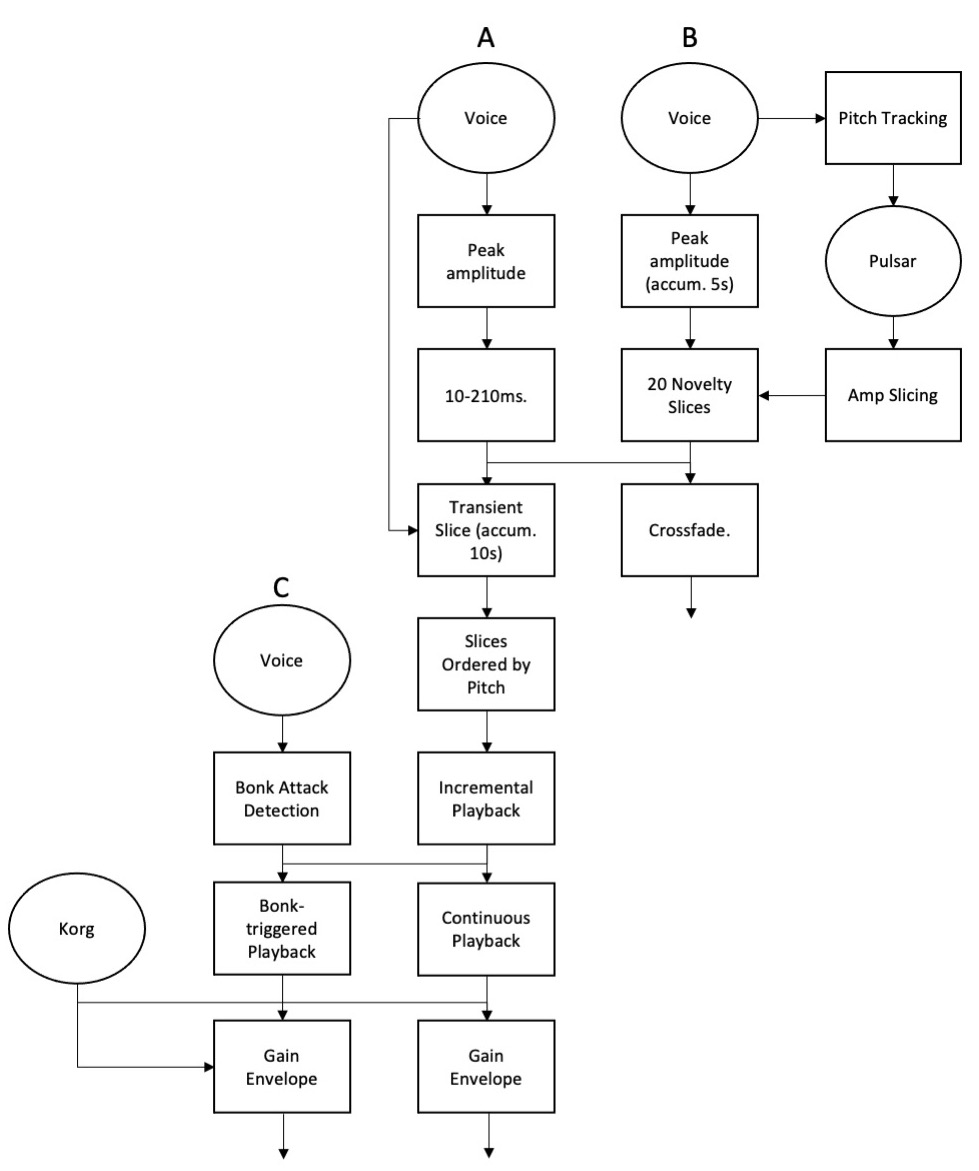 A
B
Voice
Voice
Pitch Tracking
Peak
amplitude
Peak
amplitude
(accum. 5s)
Pulsar
10-210ms.
20 Novelty
Slices
Amp Slicing
Transient
Slice (accum.
10s)
Crossfade.
C
Voice
Slices
Ordered by
Pitch
Bonk Attack
Detection
Incremental
Playback
Korg
Bonk-
triggered
Playback
Continuous
Playback
Gain
Envelope
Gain
Envelope